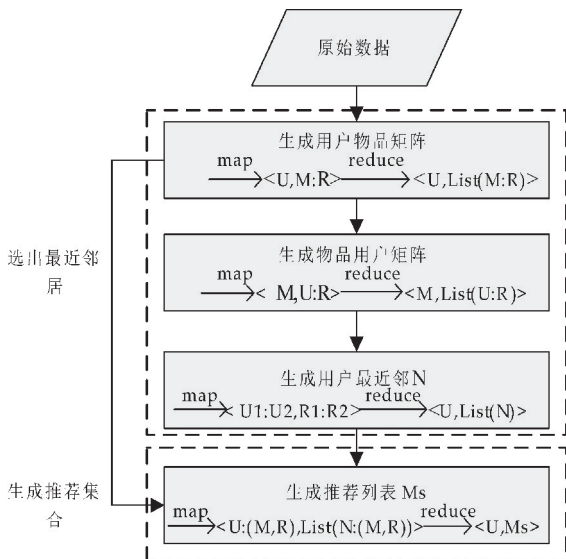 原始数据
生成用户物品矩阵
map reduce
<U,M:R> <U,List(M:R)>
选出最近邻
居
生成物品用户矩阵
map reduce
< M,U:R> <M,List(U:R)>
生成用户最近邻N
map reduce
< U1:U2,R1:R2> <U,List(N)>
生成推荐集
合
生成推荐列表 Ms
map reduce
<U:(M,R),List(N:(M,R))> <U,Ms>